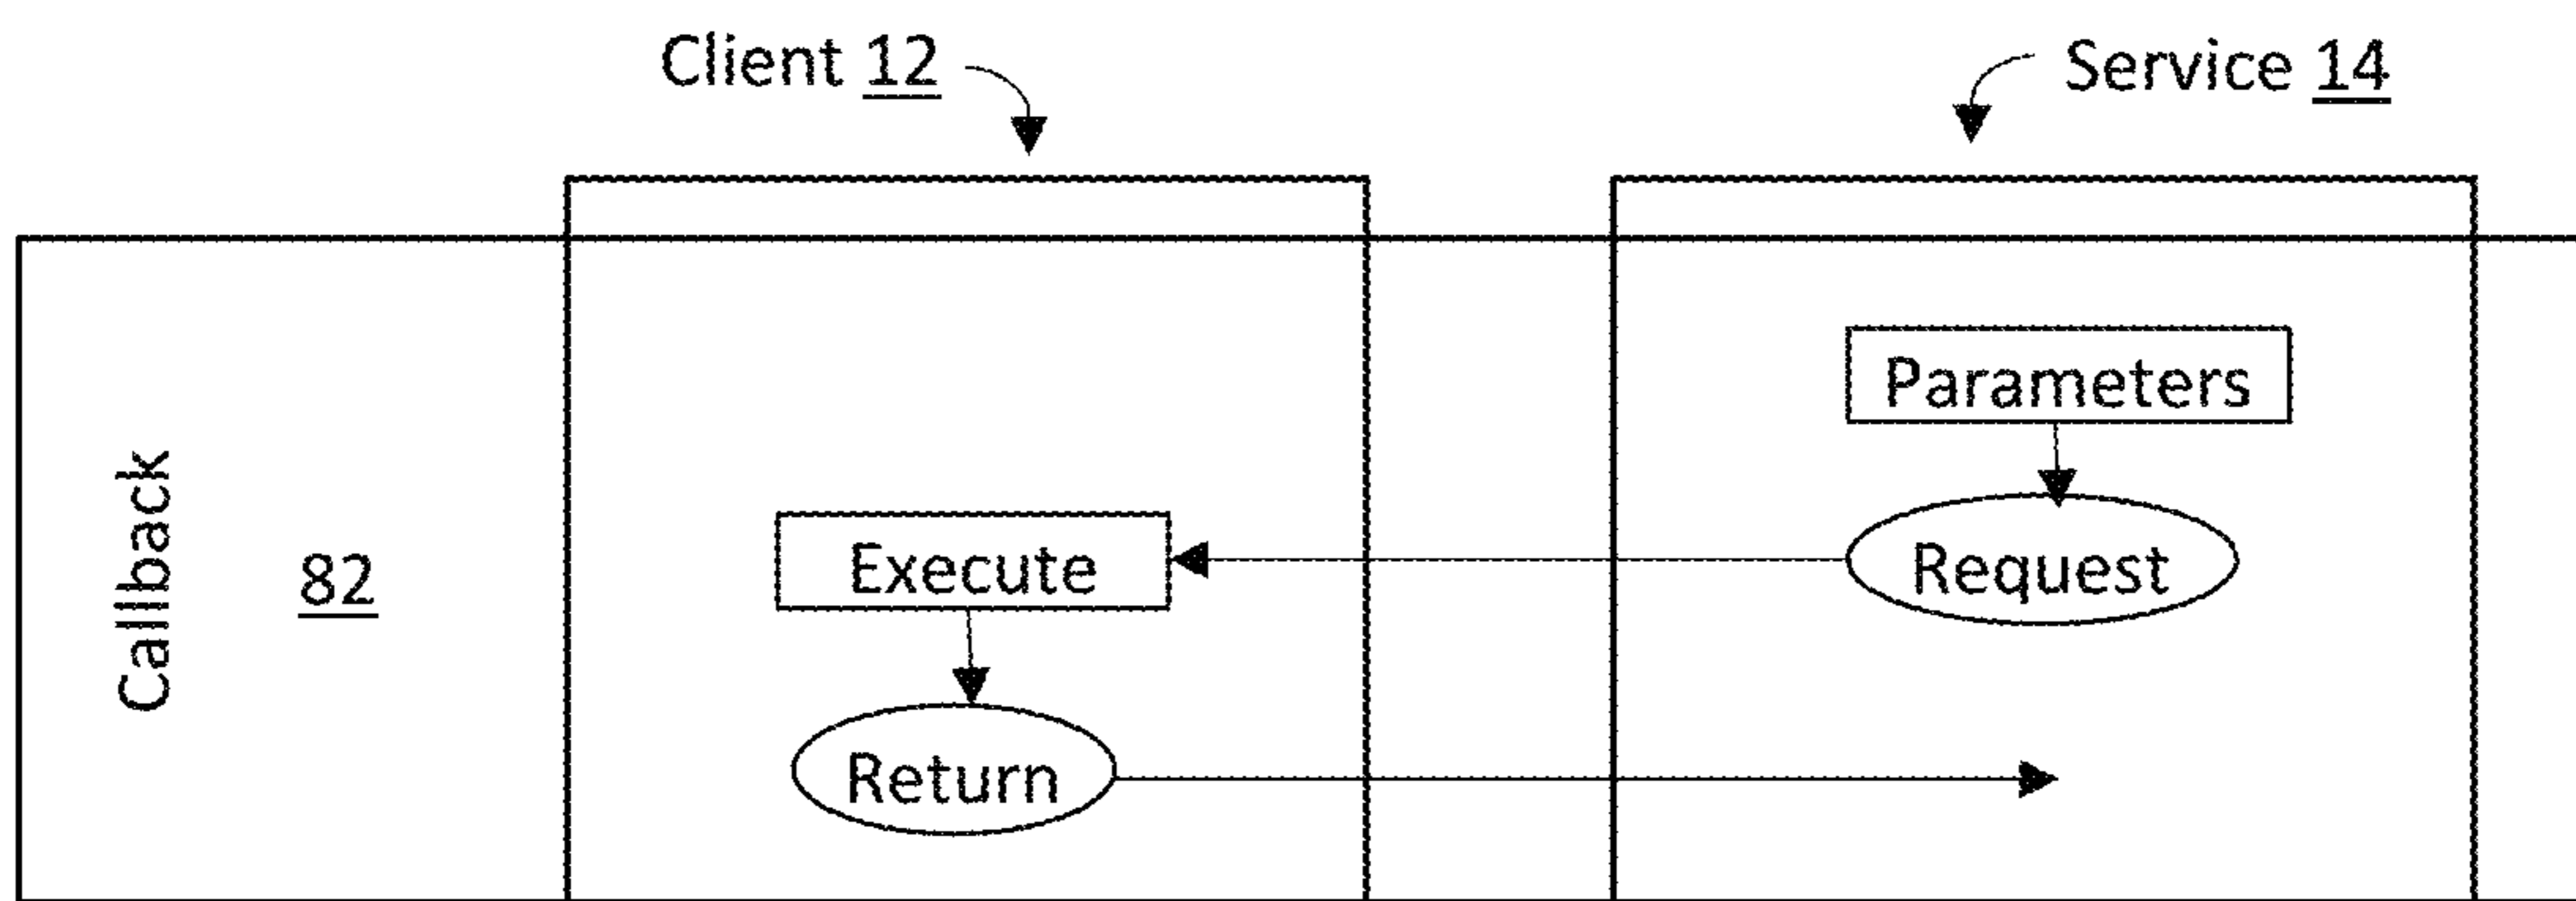 Client 12
Service 14
Parameters
Callback
82
Execute
Request
Return